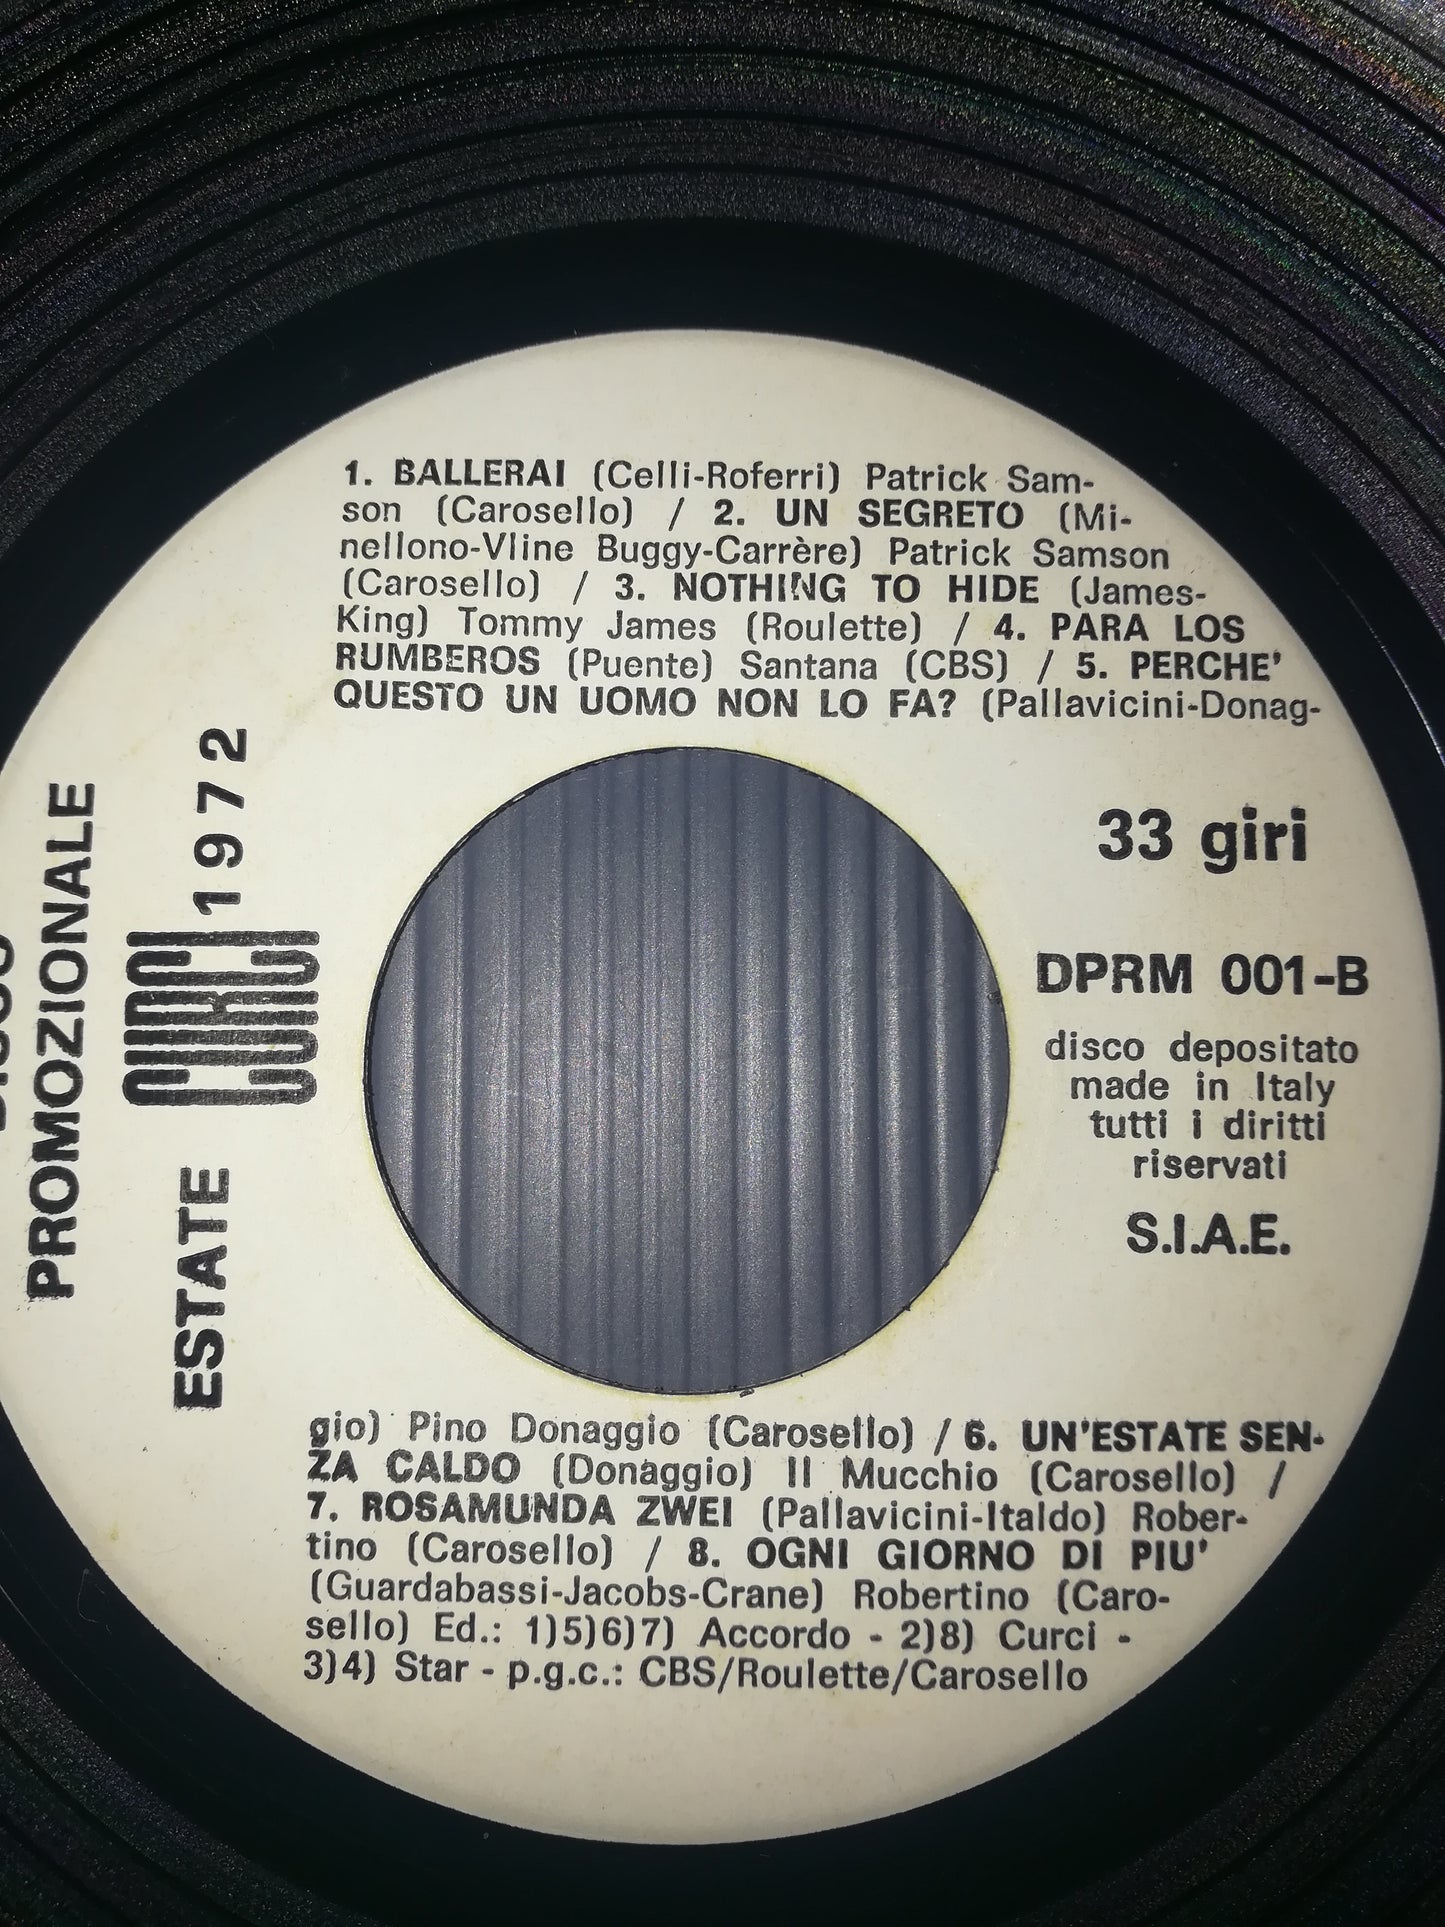 1. BALLERAI (Celli-Roferri) Patrick Sam-
son (Carosello) / 2. UN SEGRETO (Mi-
nellono-Vline Buggy-Carrère) Patrick Samson
(Carosello) / 3. NOTHING TO HIDE (James-
King) Tommy James (Roulette) / 4. PARA LOS
RUMBEROS (Puente) Santana (CBS) / 5. PERCHE'
QUESTO UN UOMO NON LO FA? (Pallavicini-Donag-
PROMOZIONALE
ESTATE CURCI 1972
33 giri
DPRM 001-B
disco depositato
made in Italy
tutti i diritti
riservati
S.I.A.E.
gio) Pino Donaggio (Carosello) / 6. UN'ESTATE SEN-
ZA CALDO (Donaggio) Il Mucchio (Carosello) /
7. ROSAMUNDA ZWEI (Pallavicini-Italdo) Rober-
tino (Carosello) / 8. OGNI GIORNO DI PIU'
(Guardabassi-Jacobs-Crane) Robertino (Caro-
sello) Ed.: 1)5)6)7) Accordo - 2)8) Curci -
3)4) Star - p.g.c.: CBS/Roulette/Carosello